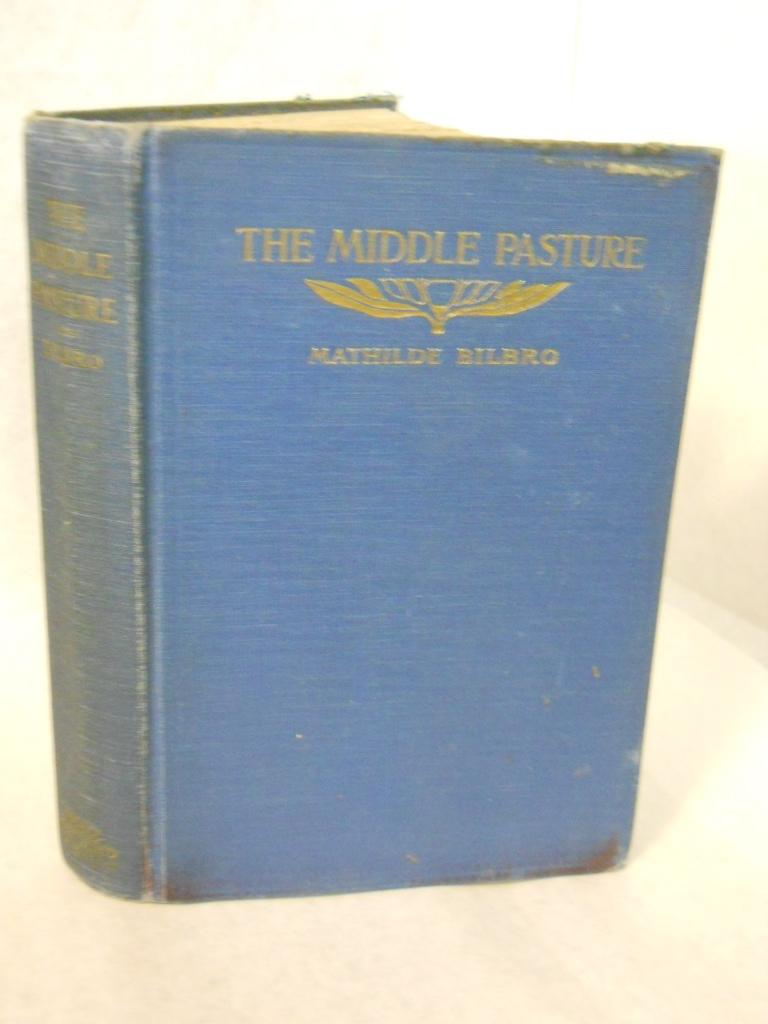 THE
MIDDLE
PASTURE
BILBRO
THE MIDDLE PASTURE
MATHILDE BILBRO